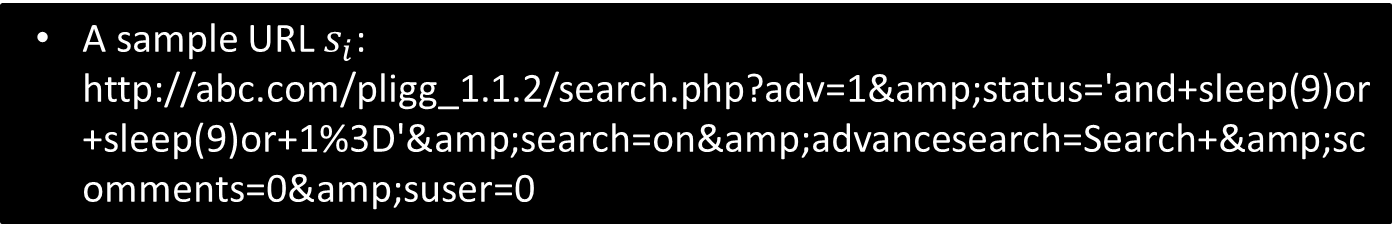 • A sample URL sᵢ:
http://abc.com/pligg_1.1.2/search.php?adv=1&amp;status='and+sleep(9)or
+sleep(9)or+1%3D'&amp;search=on&amp;advancesearch=Search+&amp;sc
omments=0&amp;suser=0